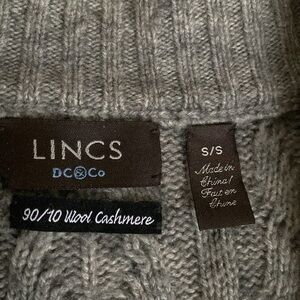 LINCS
DC&Co
90/10 Wool Cashmere
S/S
Made in
China/
Fait en
Chine